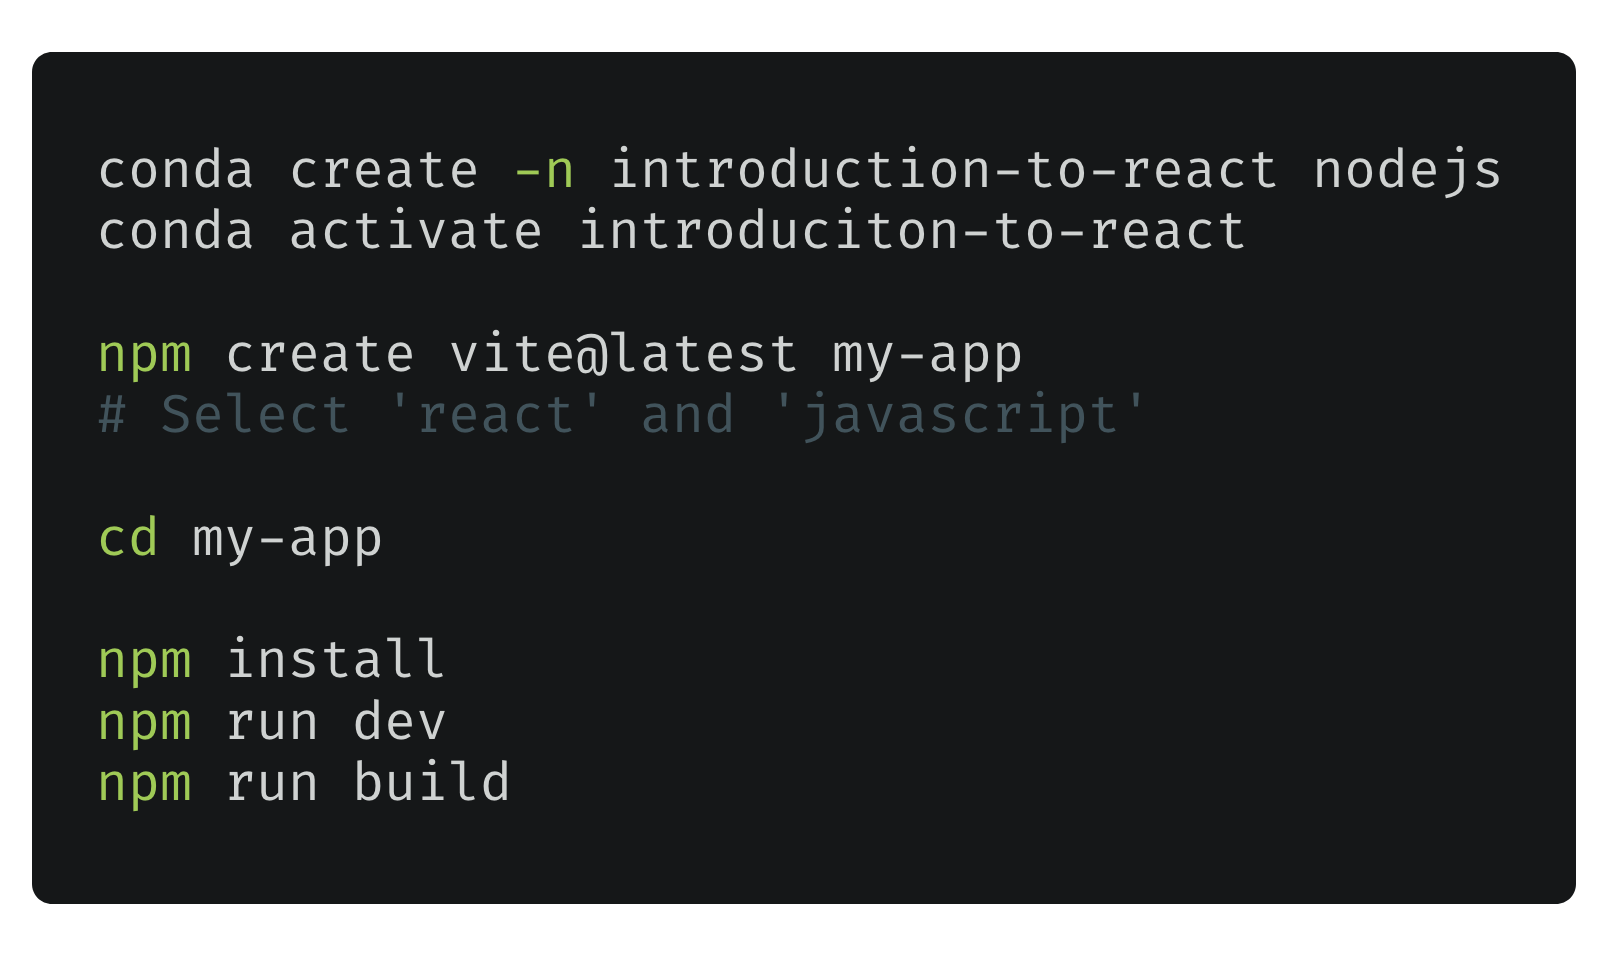 conda create -n introduction-to-react nodejs
conda activate introduciton-to-react
npm create vite@latest my-app
# Select 'react' and 'javascript'
cd my-app
npm install
npm run dev
npm run build